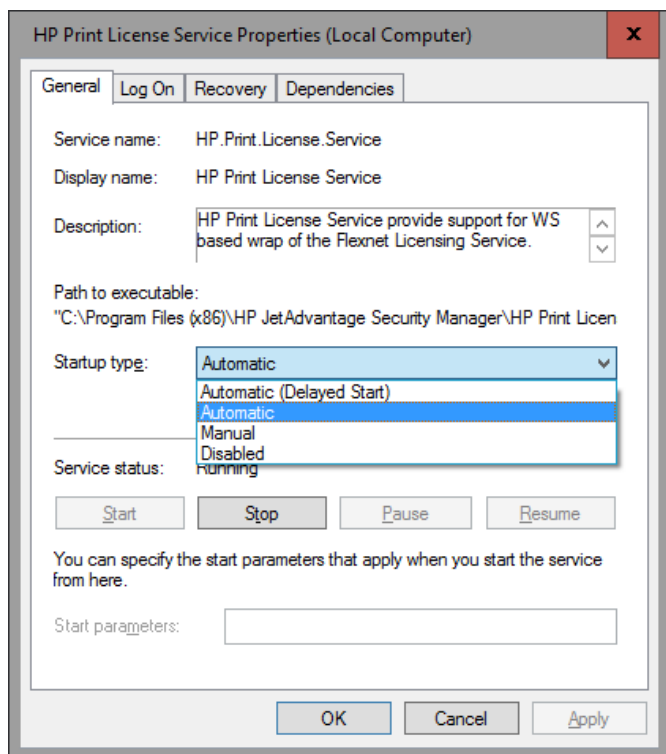 HP Print License Service Properties (Local Computer)
x
General
Log On
Recovery
Dependencies
Service name:
HP.Print.License.Service
Display name:
HP Print License Service
Description:
HP Print License Service provide support for WS
based wrap of the Flexnet Licensing Service.
Path to executable:
"C:\Program Files (x86)\HP JetAdvantage Security Manager\HP Print Licen
Startup type:
Automatic
Automatic (Delayed Start)
Automatic
Manual
Disabled
Service status:
Running
Start
Stop
Pause
Resume
You can specify the start parameters that apply when you start the service
from here.
Start parameters:
OK
Cancel
Apply